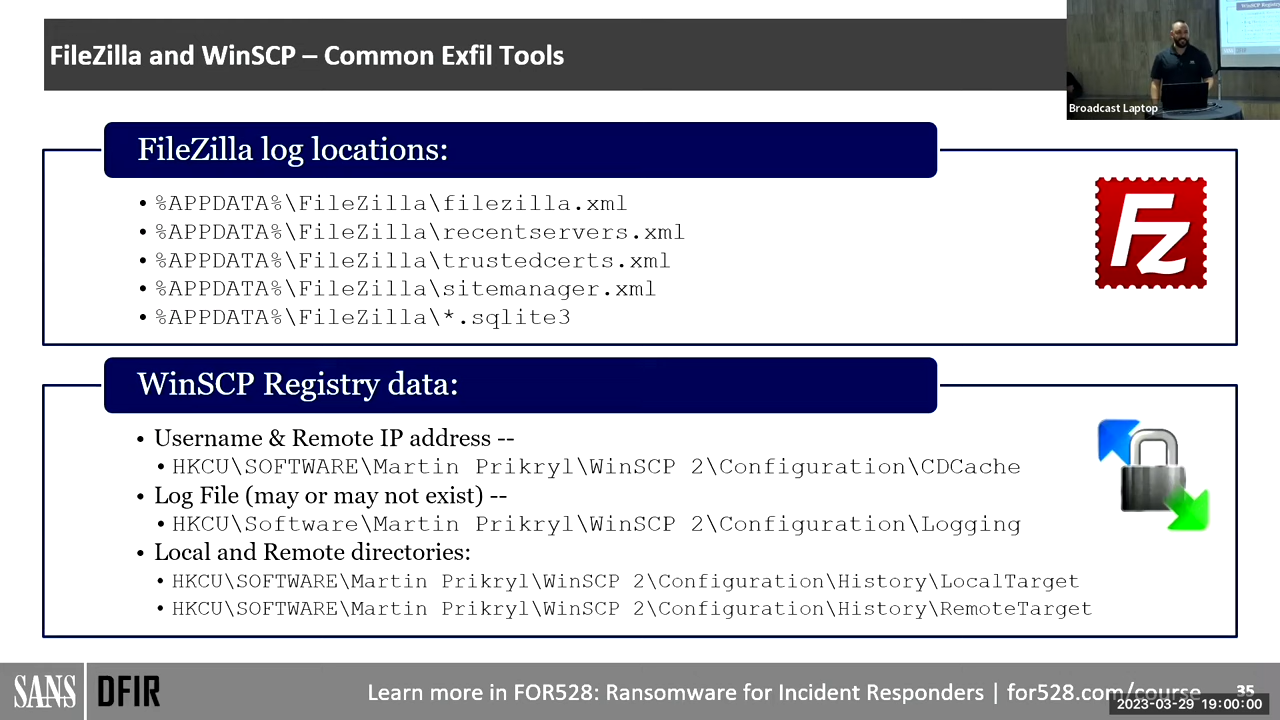 FileZilla and WinSCP – Common Exfil Tools
Broadcast Laptop
FileZilla log locations:
• %APPDATA%\FileZilla\filezilla.xml
• %APPDATA%\FileZilla\recentservers.xml
• %APPDATA%\FileZilla\trustedcerts.xml
• %APPDATA%\FileZilla\sitemanager.xml
• %APPDATA%\FileZilla\*.sqlite3
Fz
WinSCP Registry data:
• Username & Remote IP address --
• HKCU\SOFTWARE\Martin Prikryl\WinSCP 2\Configuration\CDCache
• Log File (may or may not exist) --
• HKCU\Software\Martin Prikryl\WinSCP 2\Configuration\Logging
• Local and Remote directories:
• HKCU\SOFTWARE\Martin Prikryl\WinSCP 2\Configuration\History\LocalTarget
• HKCU\SOFTWARE\Martin Prikryl\WinSCP 2\Configuration\History\RemoteTarget
SANS DFIR
Learn more in FOR528: Ransomware for Incident Responders | for528.com/course 35
2023-03-29 19:00:00